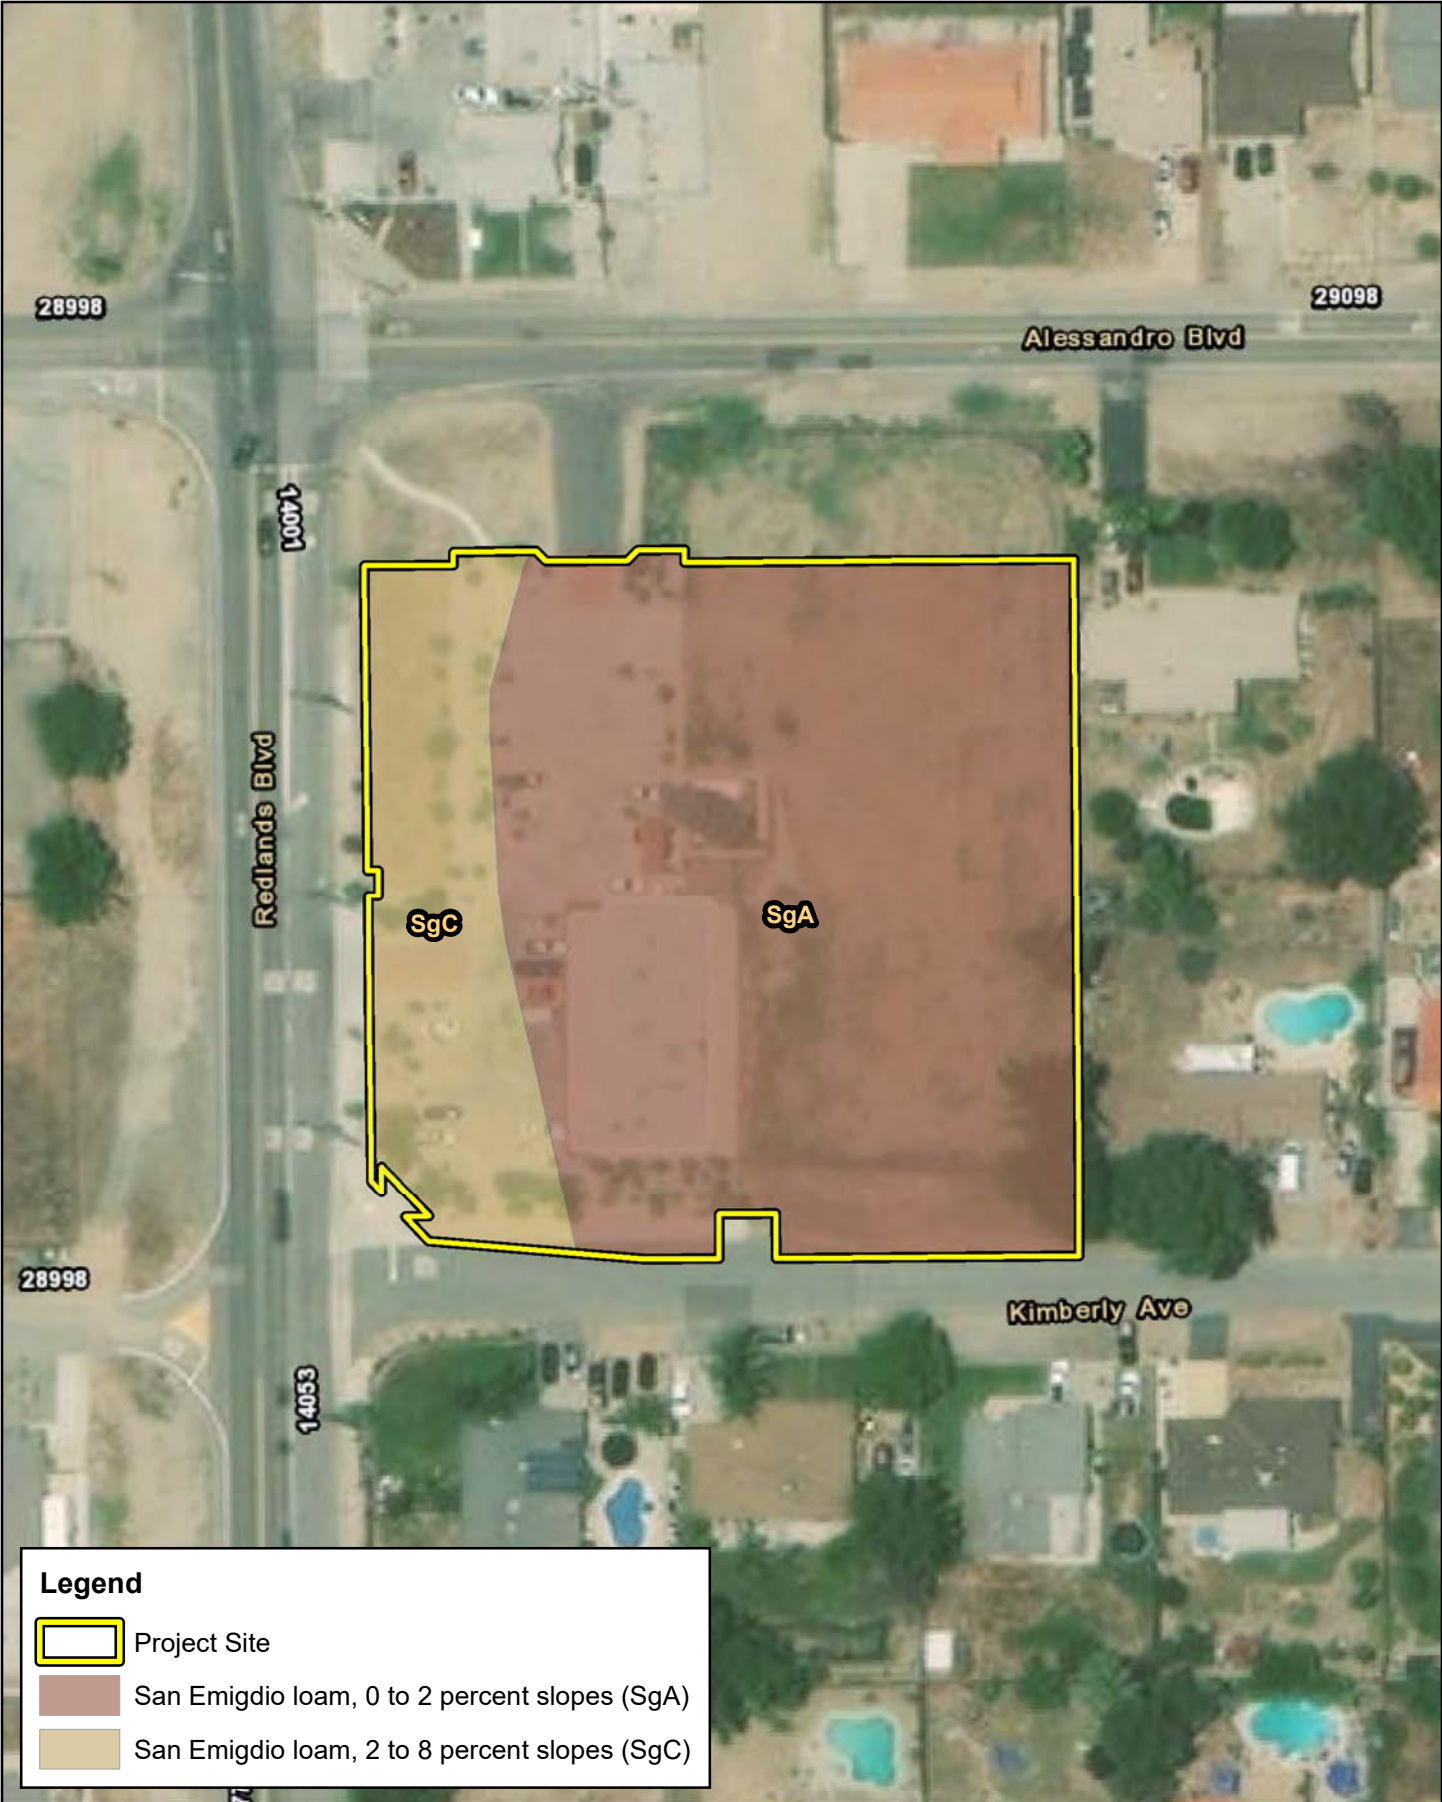 28998
29098
Alessandro Blvd
14001
Redlands Blvd
SgC
SgA
28998
Kimberly Ave
14053
Legend
Project Site
San Emigdio loam, 0 to 2 percent slopes (SgA)
San Emigdio loam, 2 to 8 percent slopes (SgC)